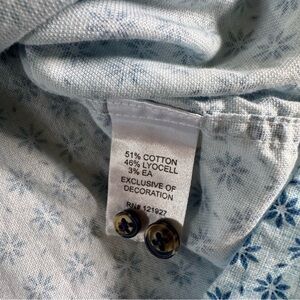 51% COTTON
46% LYOCELL
3% EA
EXCLUSIVE OF
DECORATION
RN# 121927